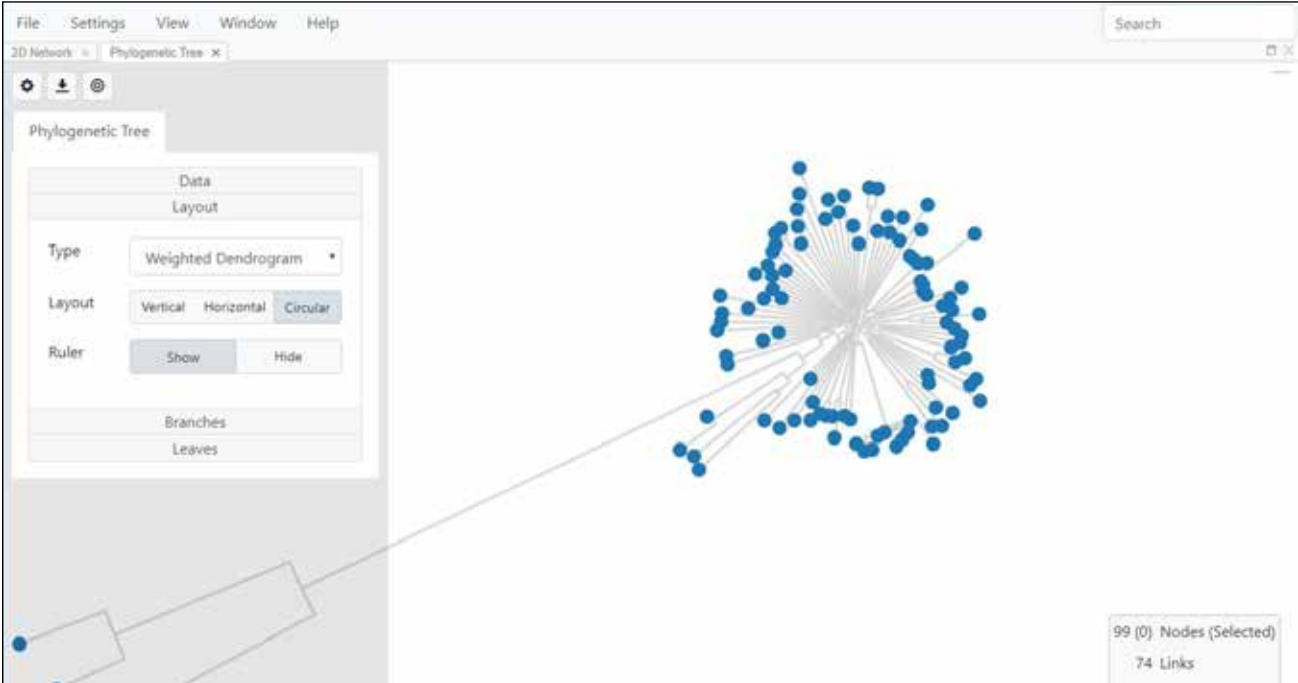 File Settings View Window Help Search
2D Network × Phylogenetic Tree ×
Phylogenetic Tree
Data
Layout
Type Weighted Dendrogram
Layout Vertical Horizontal Circular
Ruler Show Hide
Branches
Leaves
99 (0) Nodes (Selected)
74 Links